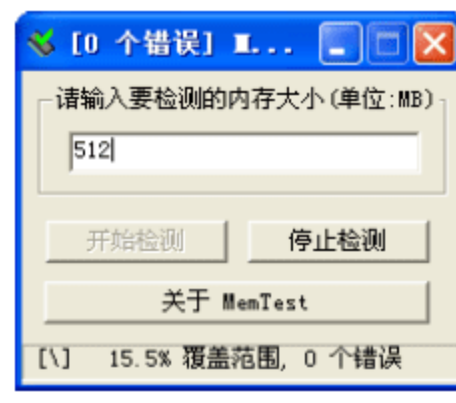 [0 个错误] M...
请输入要检测的内存大小(单位:MB)
512
开始检测 停止检测
关于 MemTest
[\] 15.5% 覆盖范围, 0 个错误